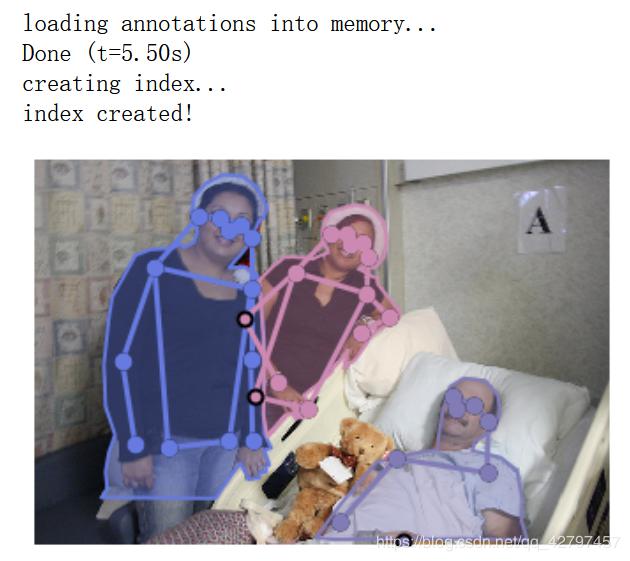 loading annotations into memory...
Done (t=5.50s)
creating index...
index created!
A
https://blog.csdn.net/qq_42797457